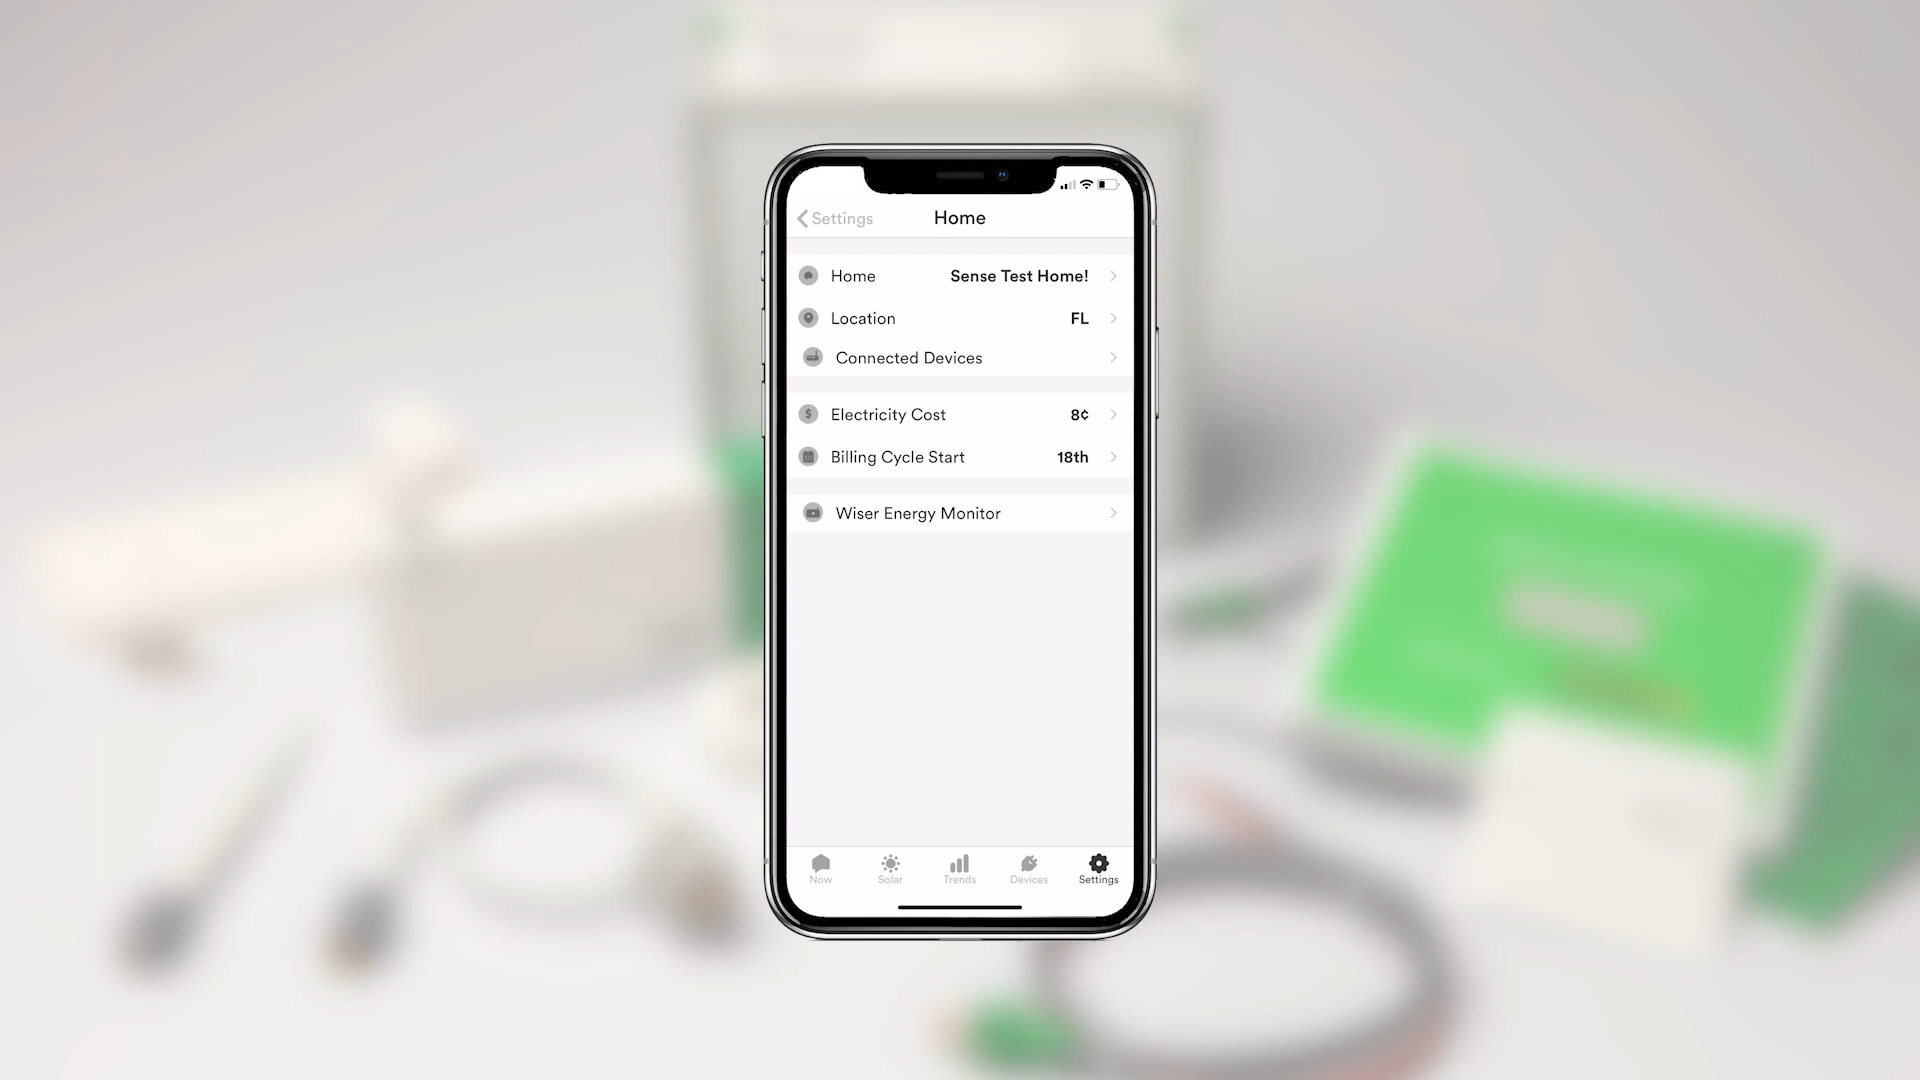 Settings
Home
Home Sense Test Home!
Location FL
Connected Devices
Electricity Cost 8¢
Billing Cycle Start 18th
Wiser Energy Monitor
Now Solar Trends Devices Settings